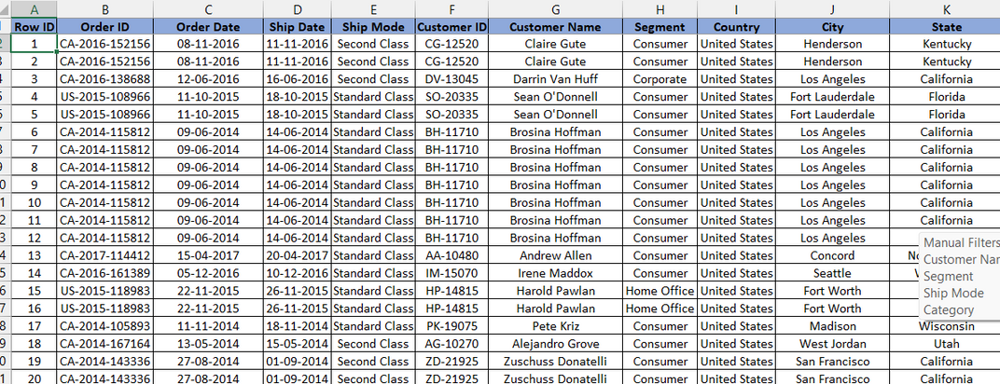 A B C D E F G H I J K
Row ID Order ID Order Date Ship Date Ship Mode Customer ID Customer Name Segment Country City State
1 CA-2016-152156 08-11-2016 11-11-2016 Second Class CG-12520 Claire Gute Consumer United States Henderson Kentucky
2 CA-2016-152156 08-11-2016 11-11-2016 Second Class CG-12520 Claire Gute Consumer United States Henderson Kentucky
3 CA-2016-138688 12-06-2016 16-06-2016 Second Class DV-13045 Darrin Van Huff Corporate United States Los Angeles California
4 US-2015-108966 11-10-2015 18-10-2015 Standard Class SO-20335 Sean O'Donnell Consumer United States Fort Lauderdale Florida
5 US-2015-108966 11-10-2015 18-10-2015 Standard Class SO-20335 Sean O'Donnell Consumer United States Fort Lauderdale Florida
6 CA-2014-115812 09-06-2014 14-06-2014 Standard Class BH-11710 Brosina Hoffman Consumer United States Los Angeles California
7 CA-2014-115812 09-06-2014 14-06-2014 Standard Class BH-11710 Brosina Hoffman Consumer United States Los Angeles California
8 CA-2014-115812 09-06-2014 14-06-2014 Standard Class BH-11710 Brosina Hoffman Consumer United States Los Angeles California
9 CA-2014-115812 09-06-2014 14-06-2014 Standard Class BH-11710 Brosina Hoffman Consumer United States Los Angeles California
10 CA-2014-115812 09-06-2014 14-06-2014 Standard Class BH-11710 Brosina Hoffman Consumer United States Los Angeles California
11 CA-2014-115812 09-06-2014 14-06-2014 Standard Class BH-11710 Brosina Hoffman Consumer United States Los Angeles California
12 CA-2014-115812 09-06-2014 14-06-2014 Standard Class BH-11710 Brosina Hoffman Consumer United States Los Angeles
Manual Filters
13 CA-2017-114412 15-04-2017 20-04-2017 Standard Class AA-10480 Andrew Allen Consumer United States Concord
Customer Nar
14 CA-2016-161389 05-12-2016 10-12-2016 Standard Class IM-15070 Irene Maddox Consumer United States Seattle
Segment
15 US-2015-118983 22-11-2015 26-11-2015 Standard Class HP-14815 Harold Pawlan Home Office United States Fort Worth
Ship Mode
16 US-2015-118983 22-11-2015 26-11-2015 Standard Class HP-14815 Harold Pawlan Home Office United States Fort Worth
Category
17 CA-2014-105893 11-11-2014 18-11-2014 Standard Class PK-19075 Pete Kriz Consumer United States Madison Wisconsin
18 CA-2014-167164 13-05-2014 15-05-2014 Second Class AG-10270 Alejandro Grove Consumer United States West Jordan Utah
19 CA-2014-143336 27-08-2014 01-09-2014 Second Class ZD-21925 Zuschuss Donatelli Consumer United States San Francisco California
20 CA-2014-143336 27-08-2014 01-09-2014 Second Class ZD-21925 Zuschuss Donatelli Consumer United States San Francisco California